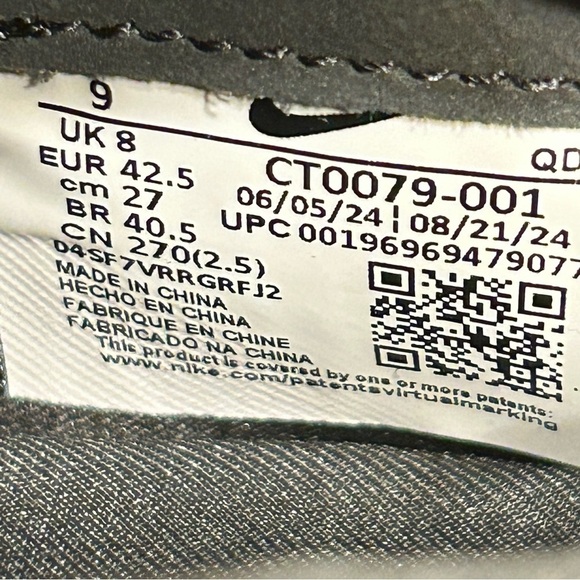 9
QD
UK 8
EUR 42.5
cm 27
BR 40.5
CN 270(2.5)
CT0079-001
06/05/24 ¦ 08/21/24
UPC 00196969479077
04SF7VRRGRFJ2
MADE IN CHINA
HECHO EN CHINA
FABRIQUE EN CHINE
FABRICADO NA CHINA
This product is covered by one or more patents:
www.nike.com/patentsvirtualmarking